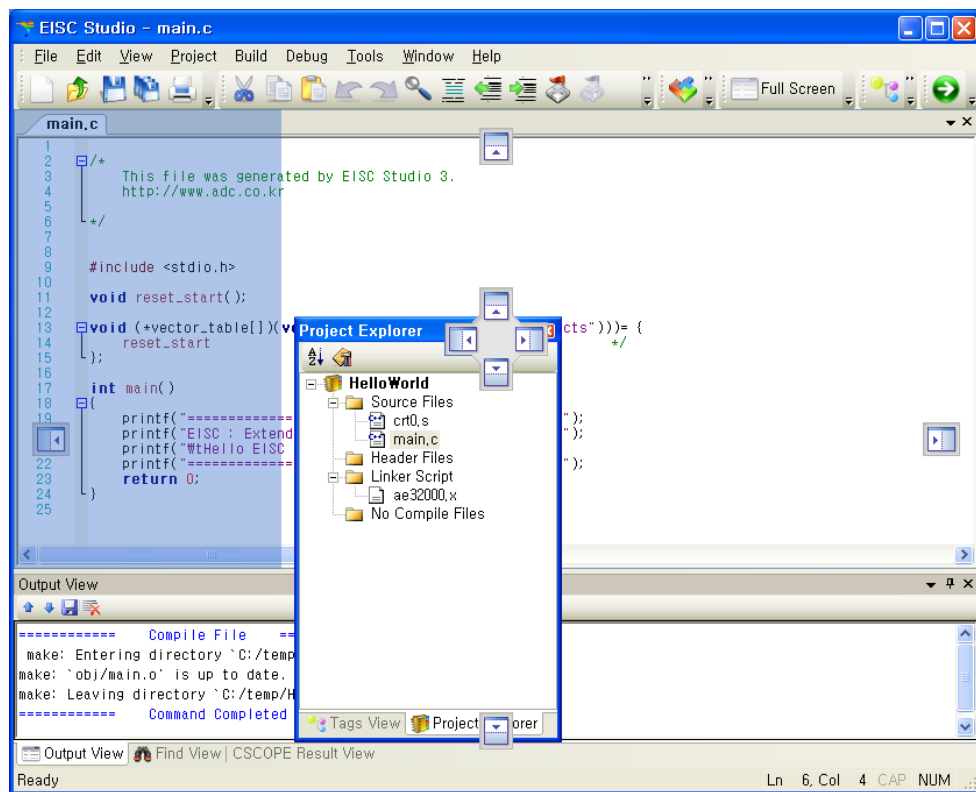 EISC Studio - main.c
File Edit View Project Build Debug Tools Window Help
Full Screen
main.c
1
2 /*
3 This file was generated by EISC Studio 3.
4 http://www.adc.co.kr
5
6 */
7
8
9 #include <stdio.h>
10
11 void reset_start();
12
13 void (*vector_table[])(v cts")))= {
14 reset_start */
15 };
16
17 int main()
18 {
19 printf("============= ");
printf("EISC : Extend ");
printf("₩tHello EISC
22 printf("============= ");
23 return 0;
24 }
25
Project Explorer
HelloWorld
Source Files
crt0.s
main.c
Header Files
Linker Script
ae32000.x
No Compile Files
Tags View Project orer
Output View
============ Compile File ==
make: Entering directory `C:/temp
make: `obj/main.o' is up to date.
make: Leaving directory `C:/temp/H
============ Command Completed
Output View Find View CSCOPE Result View
Ready Ln 6, Col 4 CAP NUM